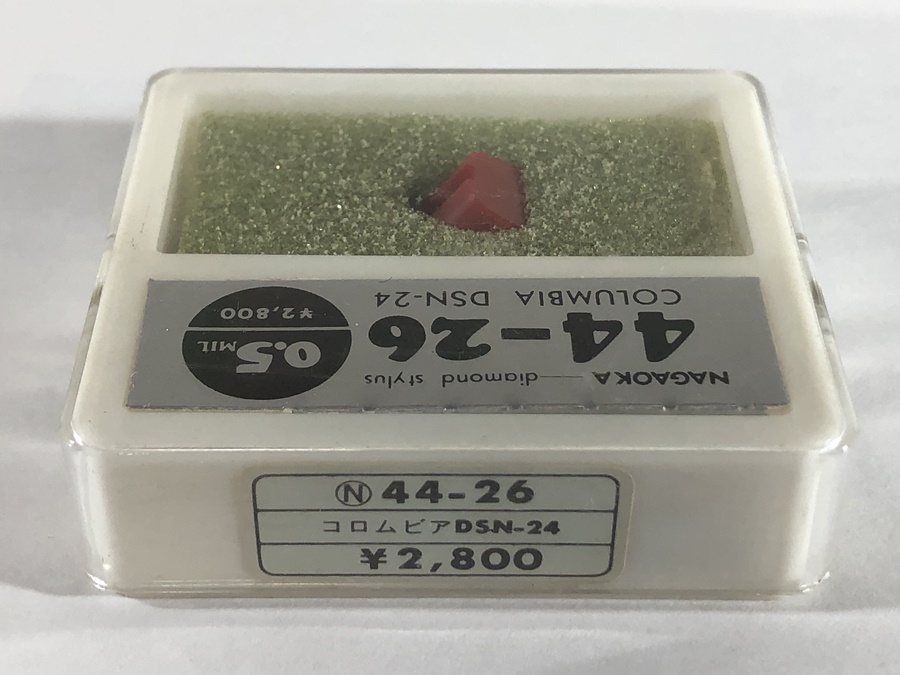 NAGAOKA—diamond stylus
44-26
COLUMBIA DSN-24
0.5 MIL
¥2,800
Ⓝ 44-26
コロムビアDSN-24
¥2,800